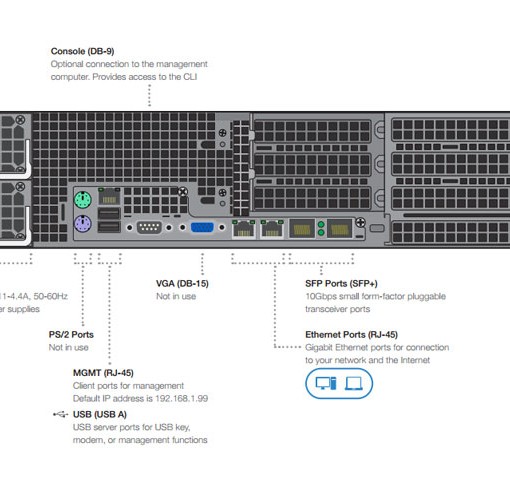 Console (DB-9)
Optional connection to the management
computer. Provides access to the CLI
11-4.4A, 50-60Hz
supplies
VGA (DB-15)
Not in use
SFP Ports (SFP+)
10Gbps small form-factor pluggable
transceiver ports
PS/2 Ports
Not in use
Ethernet Ports (RJ-45)
Gigabit Ethernet ports for connection
to your network and the Internet
MGMT (RJ-45)
Client ports for management
Default IP address is 192.168.1.99
USB (USB A)
USB server ports for USB key,
modem, or management functions